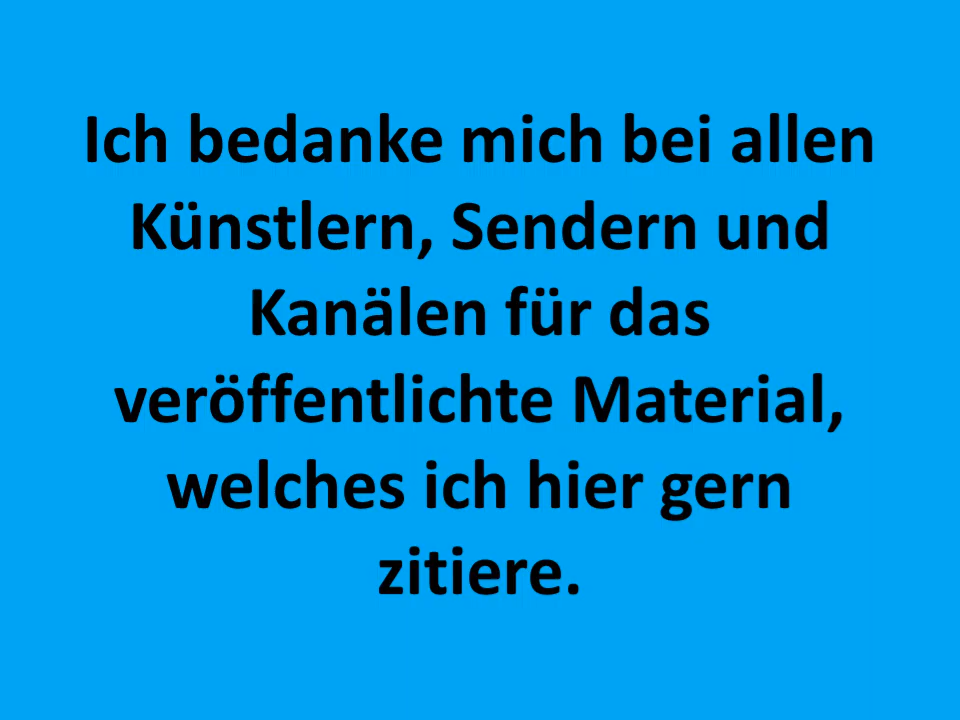 Ich bedanke mich bei allen
Künstlern, Sendern und
Kanälen für das
veröffentlichte Material,
welches ich hier gern
zitiere.